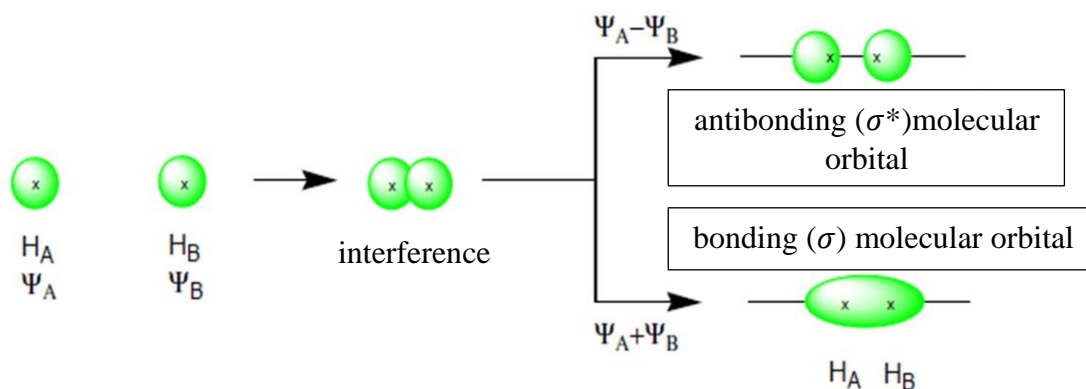 Ψ_A–Ψ_B
x x
antibonding (σ*)molecular
orbital
x x x x
H_A H_B interference
Ψ_A Ψ_B
bonding (σ) molecular orbital
x x
Ψ_A+Ψ_B
H_A H_B